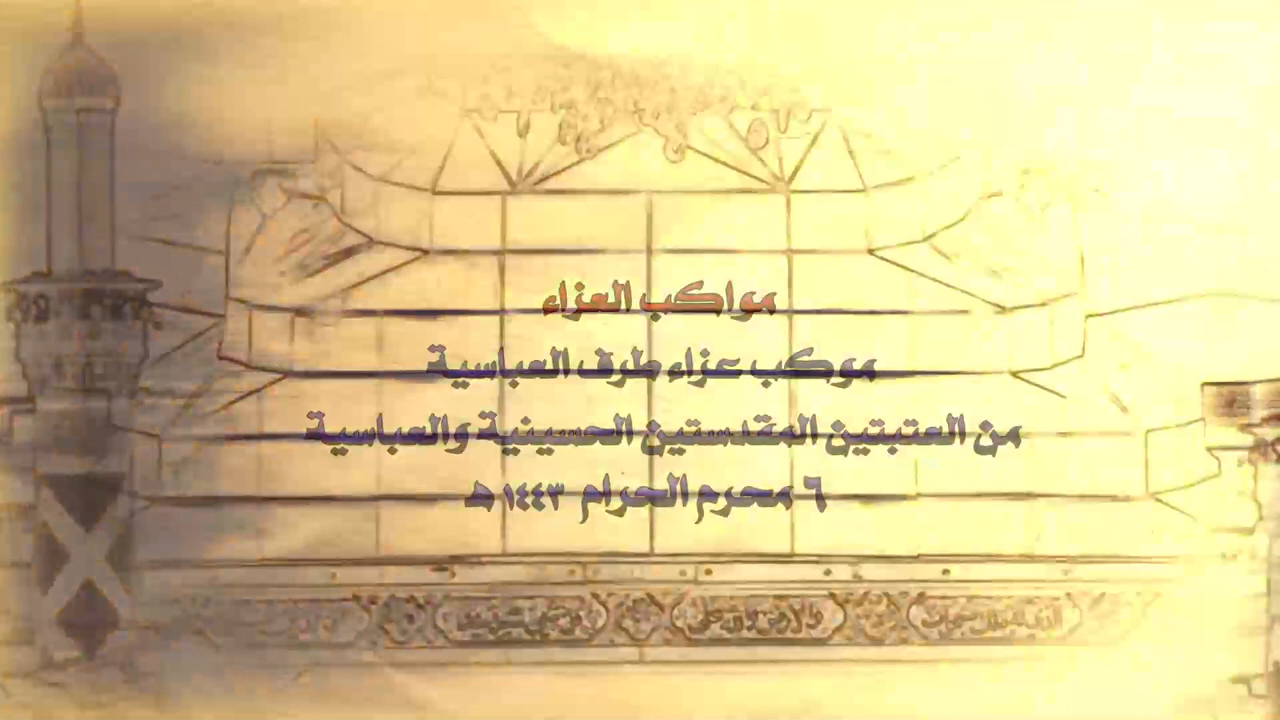 مواكب العزاء
موكب عزاء طرف العباسية
من العتبتين المقدستين الحسينية والعباسية
٦ محرم الحرام ١٤٤٣ هـ